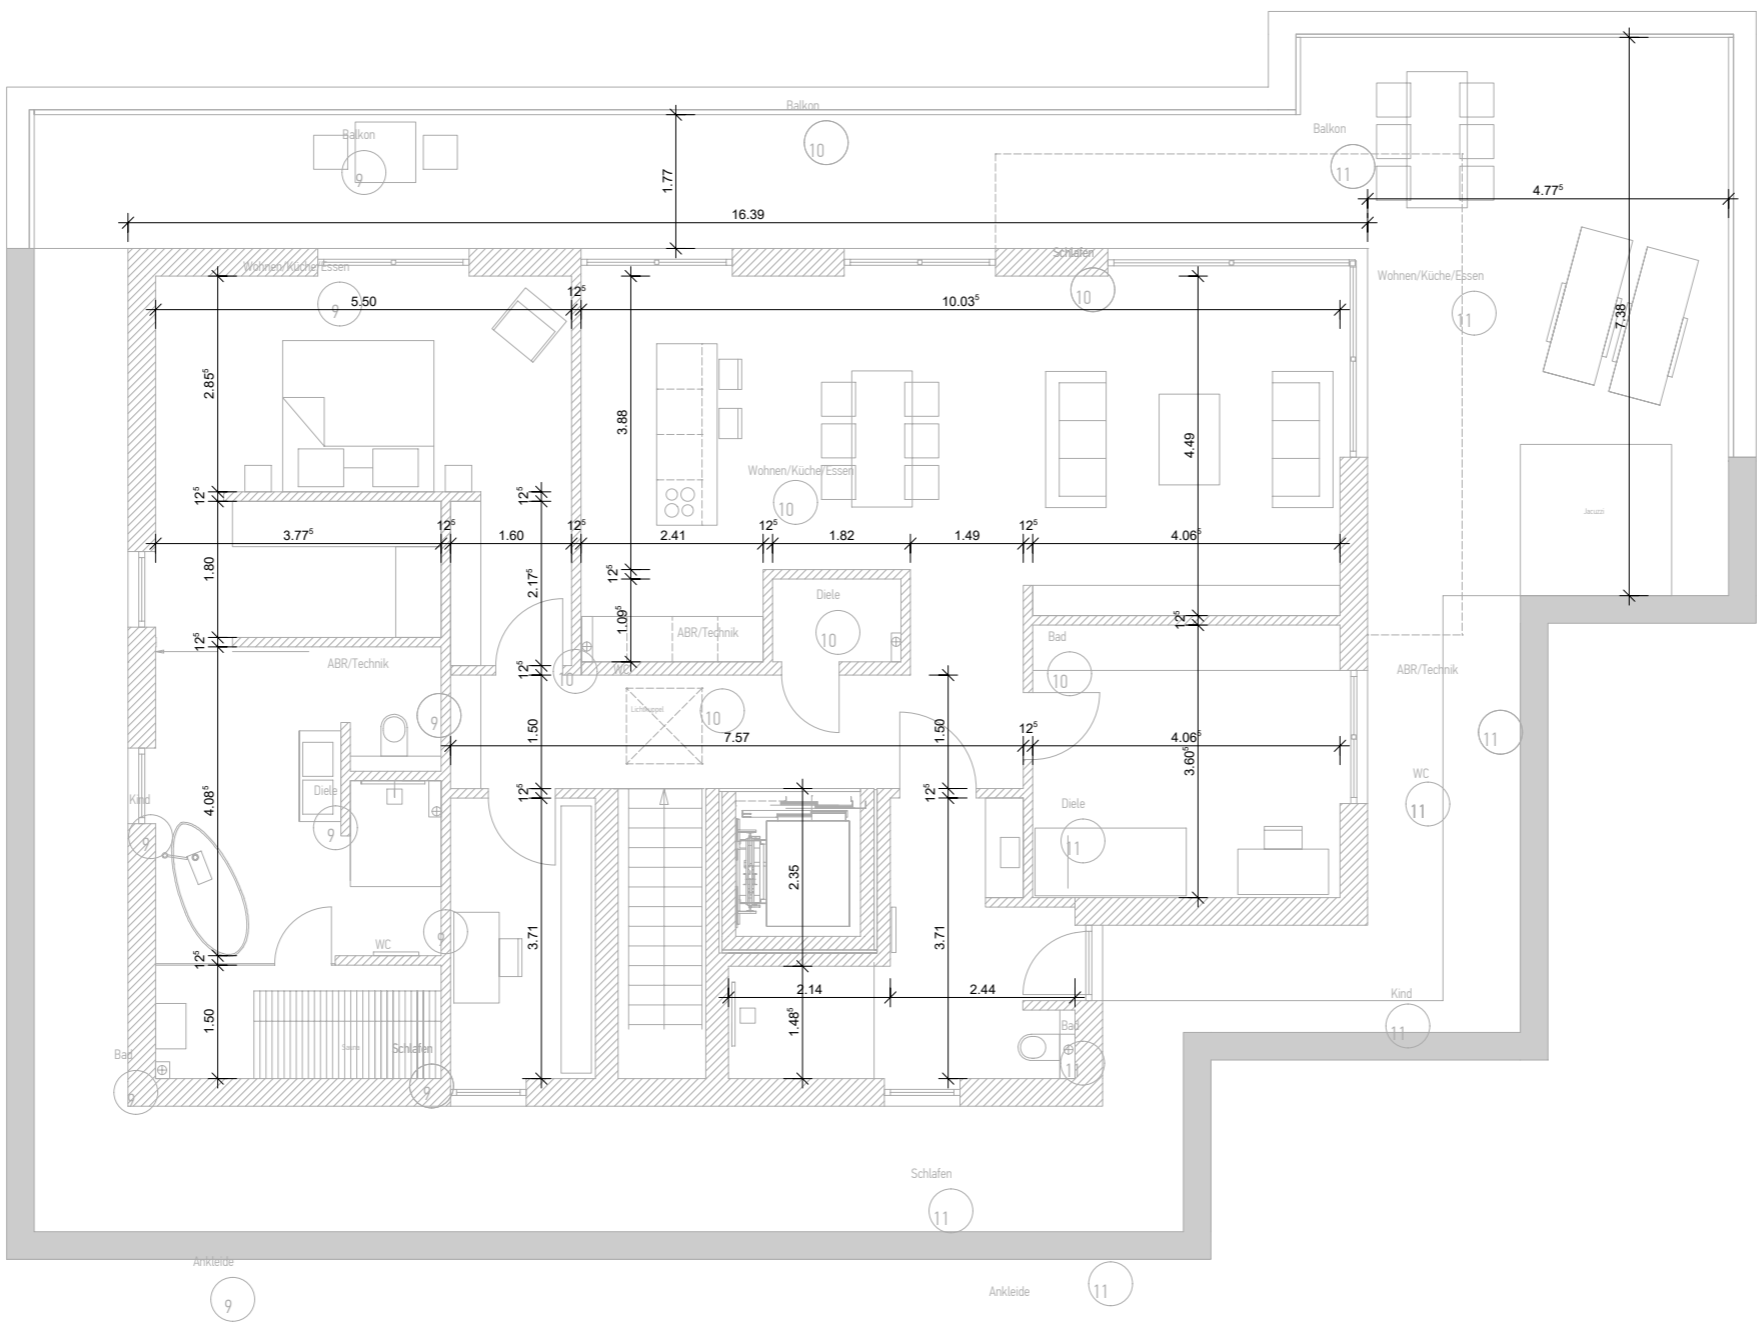 Balkon
10
Balkon
9
Balkon
11
1.77
4.77⁵
16.39
Wohnen/Küche/Essen
9
Schlafen
10
Wohnen/Küche/Essen
11
7.38
5.50
12⁵
10.03⁵
2.85⁵
3.88
4.49
Wohnen/Küche/Essen
10
Jacuzzi
12⁵
12⁵
3.77⁵
12⁵
1.60
12⁵
2.41
12⁵
1.82
1.49
12⁵
4.06⁵
1.80
2.17⁵
12⁵
1.09⁵
Diele
10
12⁵
12⁵
ABR/Technik
ABR/Technik
9
12⁵
WC
10
Bad
10
ABR/Technik
11
Lichtkuppel
10
1.50
7.57
1.50
12⁵
4.06⁵
3.60⁵
WC
11
Kind
9
4.08⁵
Diele
9
12⁵
12⁵
Diele
11
2.35
3.71
3.71
9
WC
12⁵
2.14
2.44
1.50
1.48⁵
Kind
11
Bad
9
Sauna
Schlafen
9
Bad
11
Schlafen
11
Ankleide
9
Ankleide
11